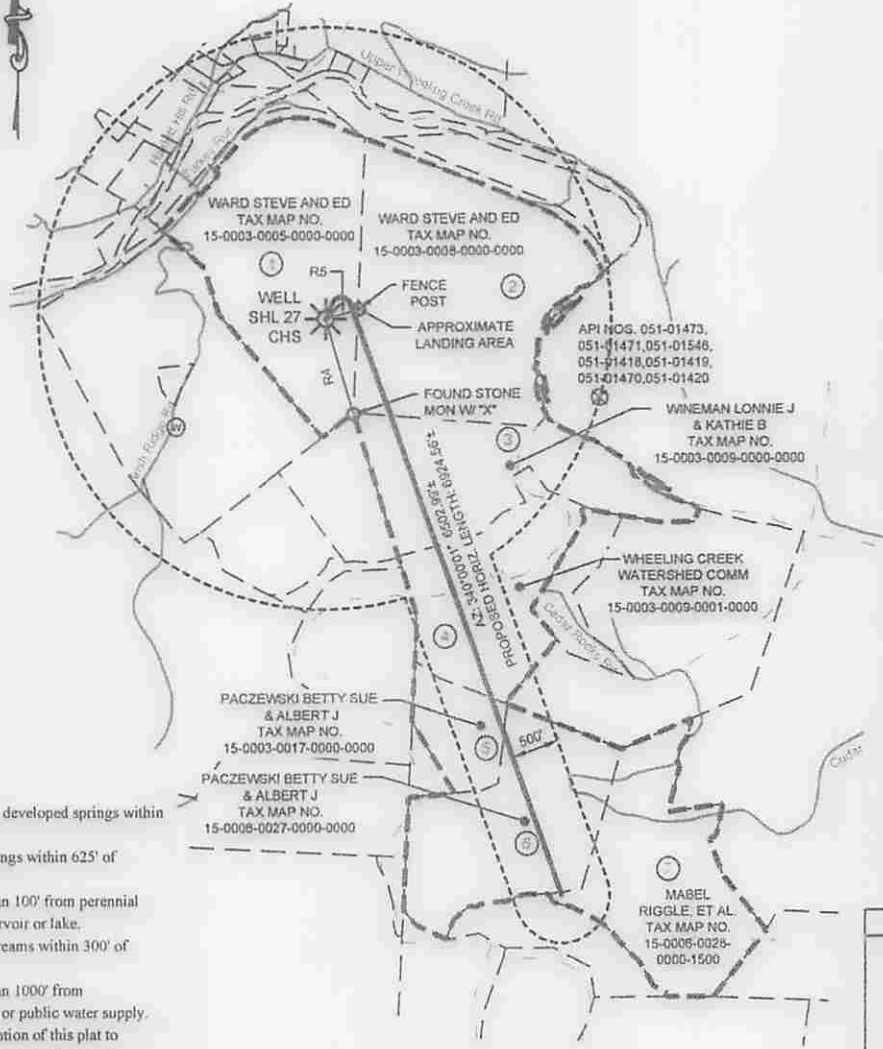 Upper Wheeling Creek Rd
WARD STEVE AND ED
TAX MAP NO.
15-0003-0005-0000-0000
WARD STEVE AND ED
TAX MAP NO.
15-0003-0008-0000-0000
1
2
R5
FENCE
POST
WELL
SHL 27
CHS
APPROXIMATE
LANDING AREA
API NOS. 051-01473,
051-01471,051-01546,
051-01418,051-01419,
051-01470,051-01420
R4
FOUND STONE
MON W/ "X"
3
WINEMAN LONNIE J
& KATHIE B
TAX MAP NO.
15-0003-0009-0000-0000
M
Ridge
AZ: 340°00'01" 6502.99'±
PROPOSED HORIZ. LENGTH: 6924.56'±
WHEELING CREEK
WATERSHED COMM
TAX MAP NO.
15-0003-0009-0001-0000
Cedar Rocks
4
PACZEWSKI BETTY SUE
& ALBERT J
TAX MAP NO.
15-0003-0017-0000-0000
5
500'
PACZEWSKI BETTY SUE
& ALBERT J
TAX MAP NO.
15-0008-0027-0000-0000
6
MABEL
RIGGLE, ET AL
TAX MAP NO.
15-0006-0028-
0000-1500
developed springs within
ngs within 625' of
an 100' from perennial
rvoir or lake.
reams within 300' of
an 1000' from
or public water supply.
ption of this plat to